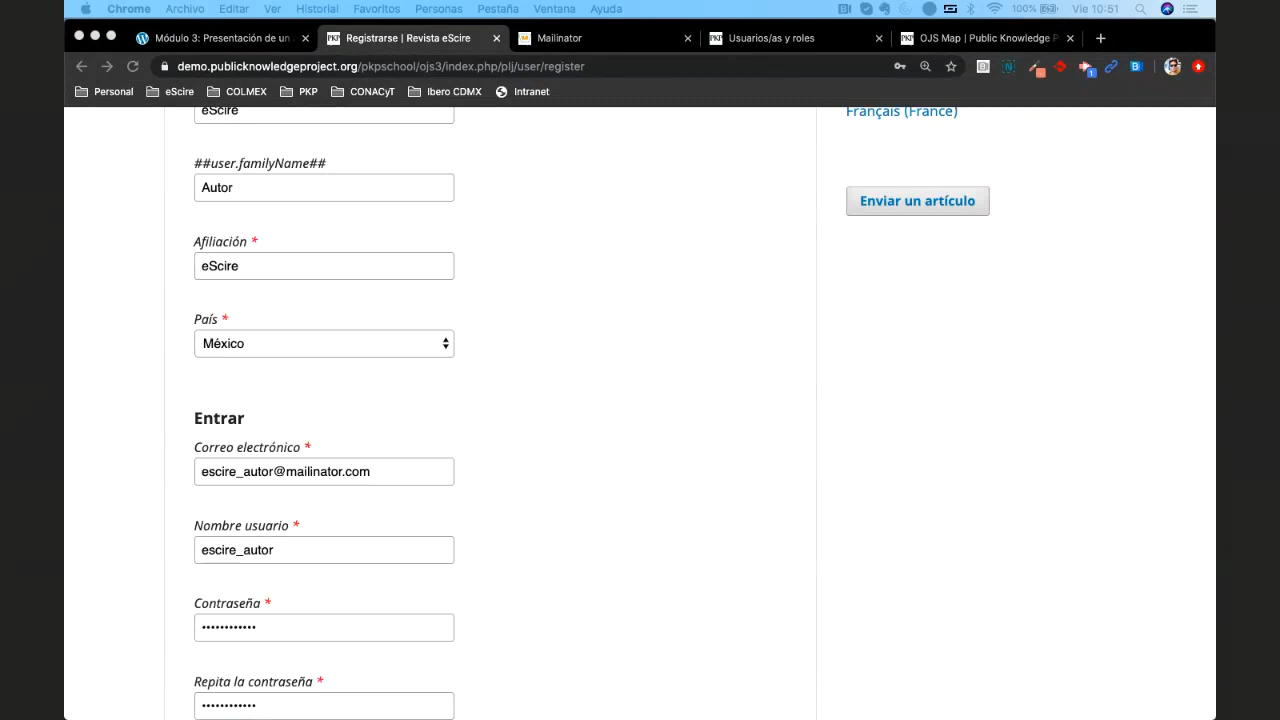 Chrome Archivo Editar Ver Historial Favoritos Personas Pestaña Ventana Ayuda 100% Vie 10:51
Módulo 3: Presentación de un Registrarse | Revista eScire Mailinator Usuarios/as y roles OJS Map | Public Knowledge P
demo.publicknowledgeproject.org/pkpschool/ojs3/index.php/plj/user/register
Personal eScire COLMEX PKP CONACyT Ibero CDMX Intranet
eScire
Français (France)
##user.familyName##
Autor
Enviar un artículo
Afiliación *
eScire
País *
México
Entrar
Correo electrónico *
escire_autor@mailinator.com
Nombre usuario *
escire_autor
Contraseña *
••••••••••••
Repita la contraseña *
••••••••••••